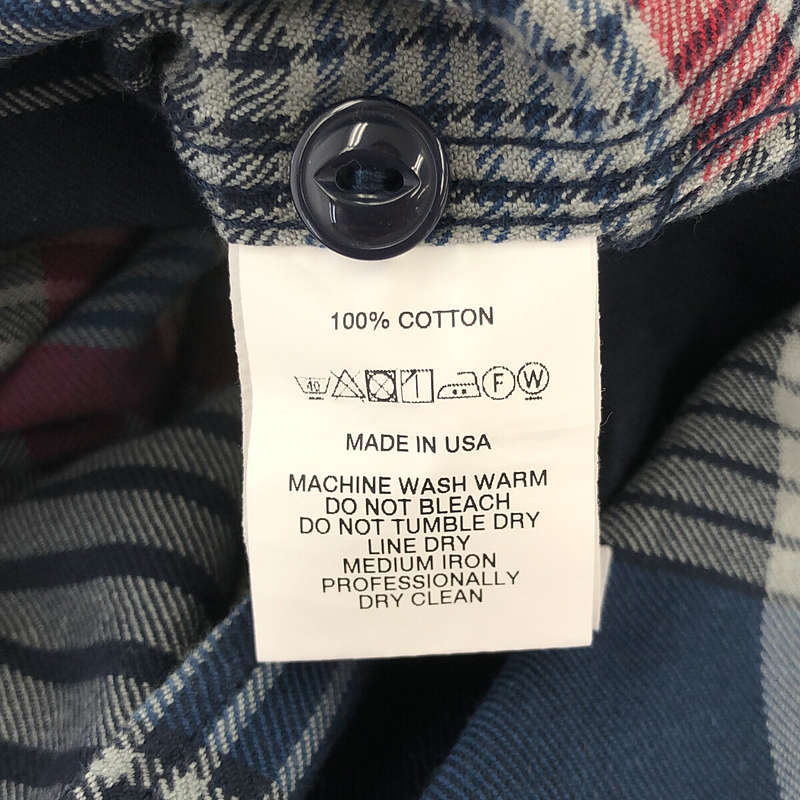 100% COTTON
40 F W
MADE IN USA
MACHINE WASH WARM
DO NOT BLEACH
DO NOT TUMBLE DRY
LINE DRY
MEDIUM IRON
PROFESSIONALLY
DRY CLEAN